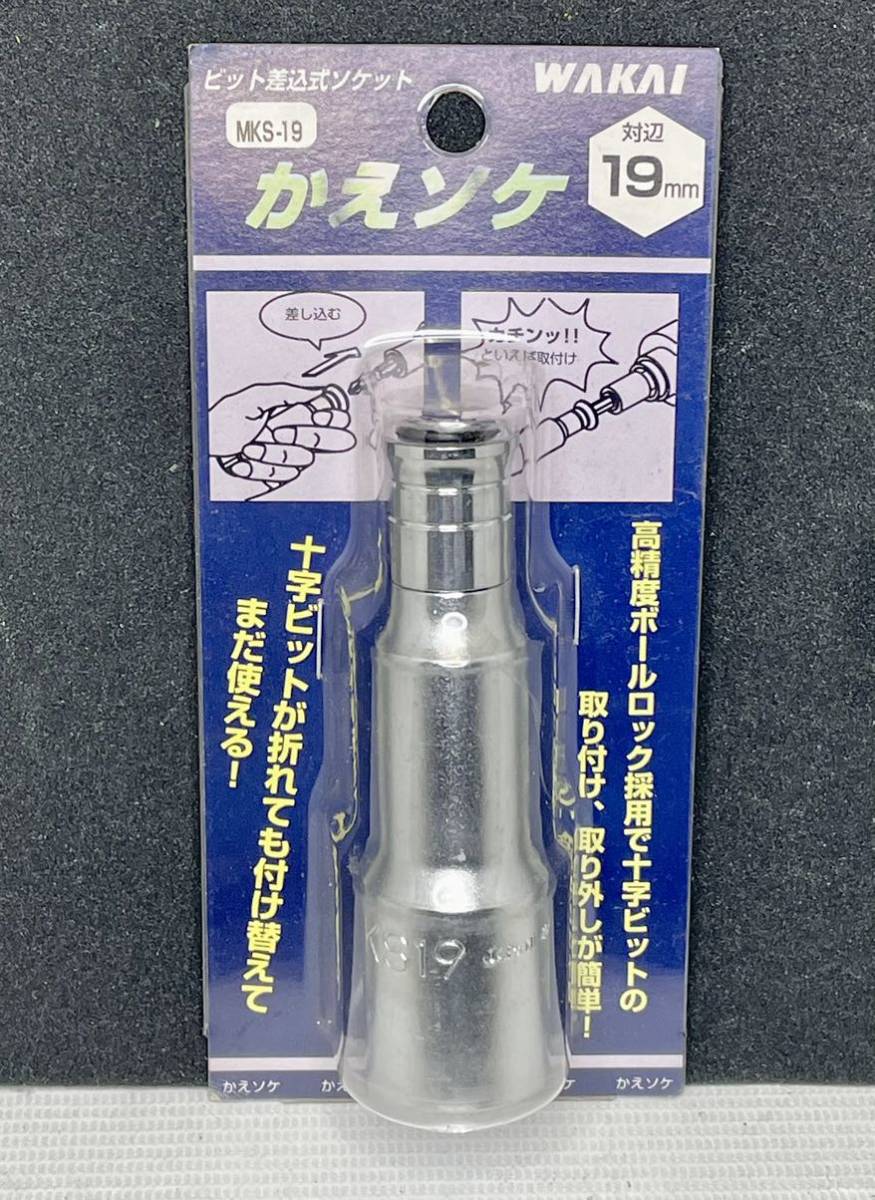 ビット差込式ソケット
WAKAI
MKS-19
対辺
19mm
かえソケ
差し込む
カチンッ!!
といえば取付け
高精度ボールロック採用で十字ビットの
取り付け、取り外しが簡単！
十字ビットが折れても付け替えて
まだ使える！
19
かえソケ
か
ケ
かえソケ